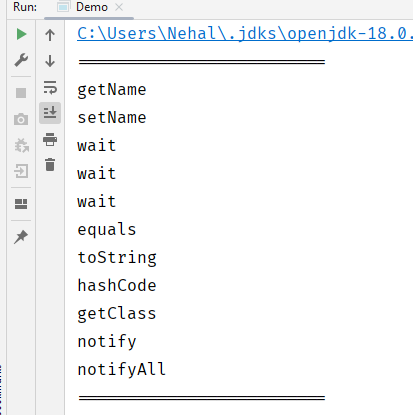 Run: Demo
C:\Users\Nehal\.jdks\openjdk-18.0.
==========================
getName
setName
wait
wait
wait
equals
toString
hashCode
getClass
notify
notifyAll
==========================